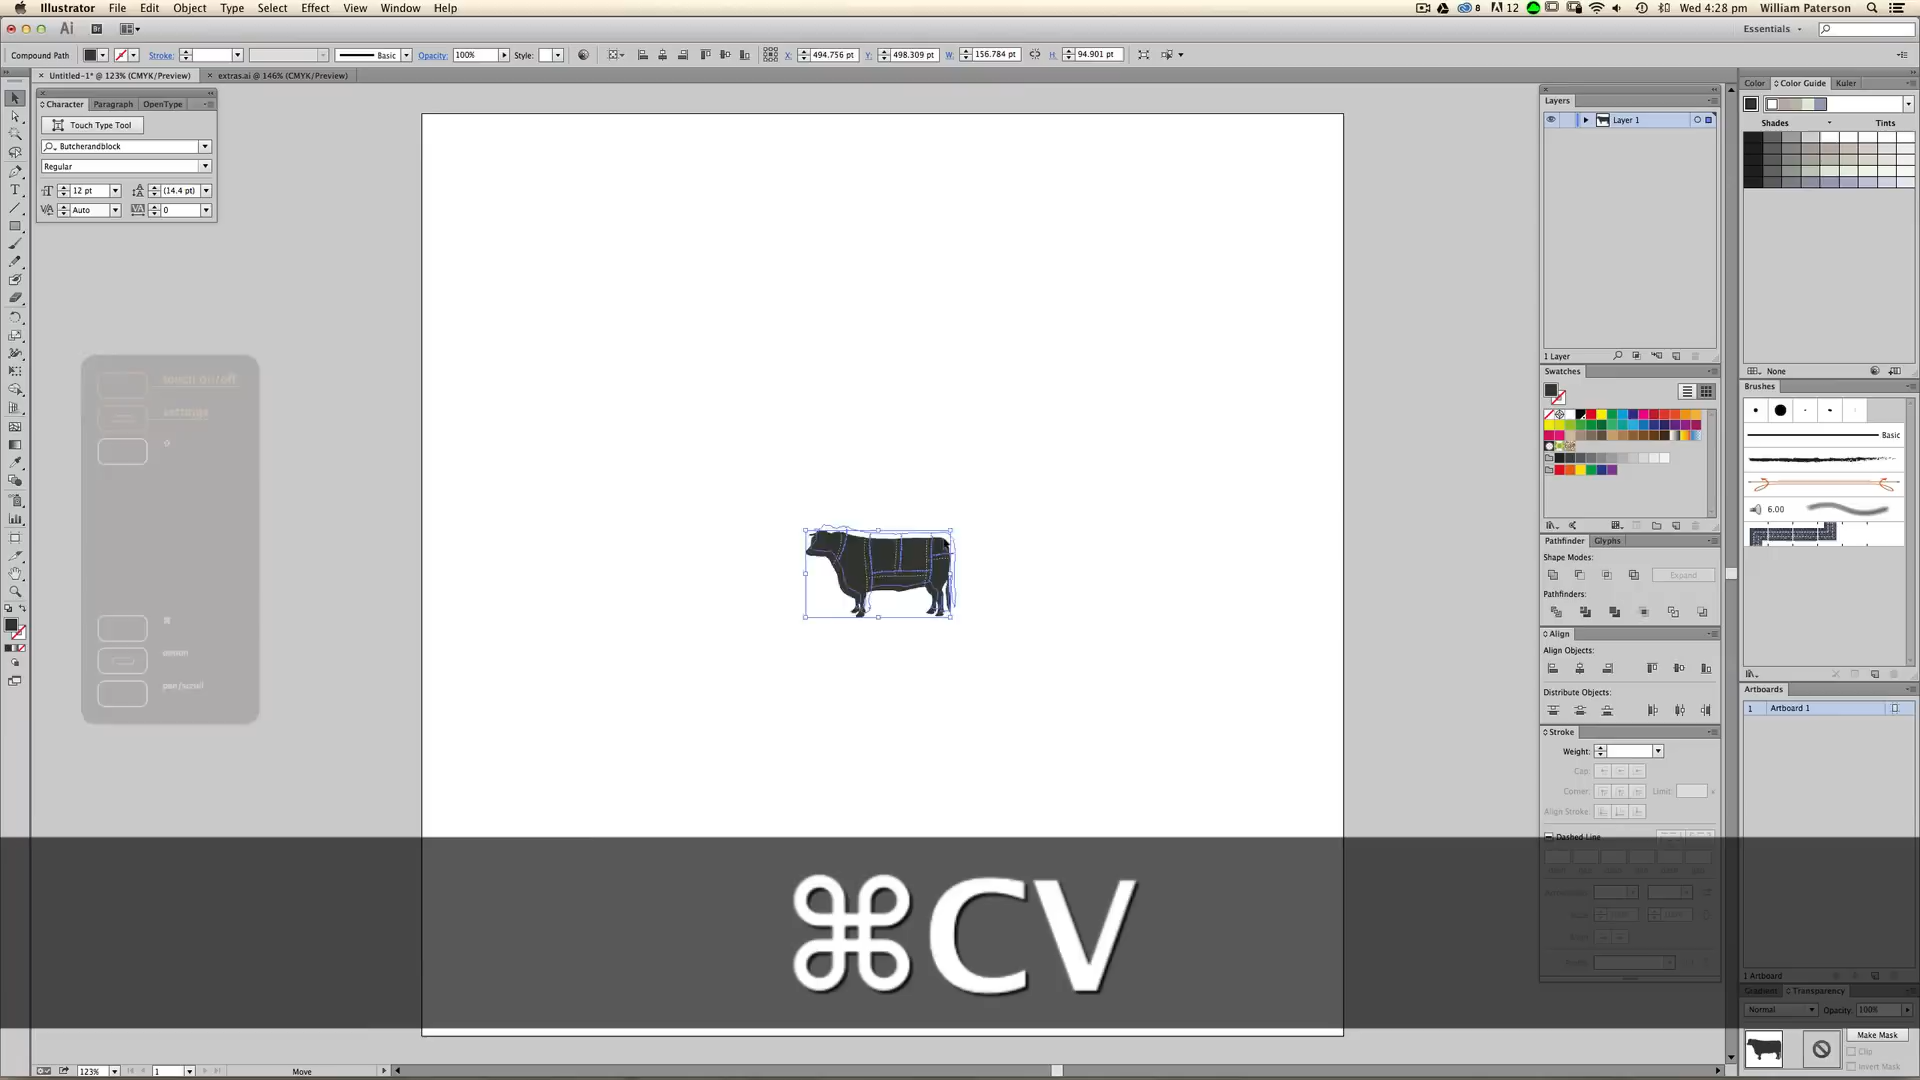 Illustrator File Edit Object Type Select Effect View Window Help
8 12 Wed 4:28 pm William Paterson
Ai Br Essentials
Compound Path Stroke: Basic Opacity: 100% Style: X: 494.756 pt Y: 498.309 pt W: 156.784 pt H: 94.901 pt
Untitled-1* @ 123% (CMYK/Preview) extras.ai @ 146% (CMYK/Preview)
Character Paragraph OpenType
Touch Type Tool
Butcherandblock
Regular
12 pt (14.4 pt)
Auto 0
Layers
Layer 1
1 Layer
Color Color Guide Kuler
Shades Tints
None
Swatches
Brushes
Basic
6.00
Pathfinder Glyphs
Shape Modes:
Expand
Pathfinders:
Align
Align Objects:
Distribute Objects:
Artboards
1 Artboard 1
Stroke
Weight:
Cap:
Corner: Limit: x
Align Stroke:
Dashed Line
⌘CV
1 Artboard
Gradient Transparency
Normal Opacity: 100%
Make Mask
Clip
Invert Mask
123% 1 Move